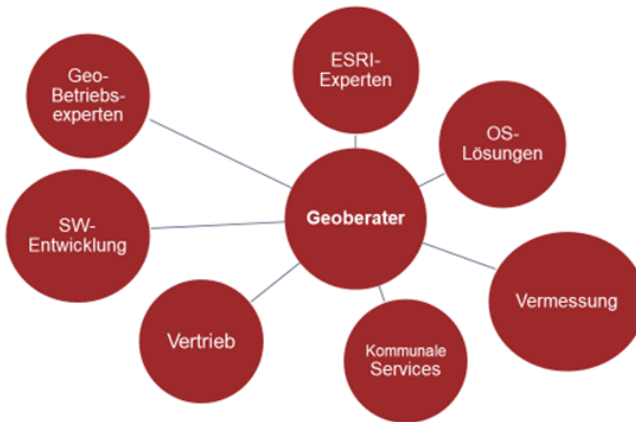 Geo-
Betriebs-
experten
ESRI-
Experten
OS-
Lösungen
SW-
Entwicklung
Geoberater
Vermessung
Vertrieb
Kommunale
Services